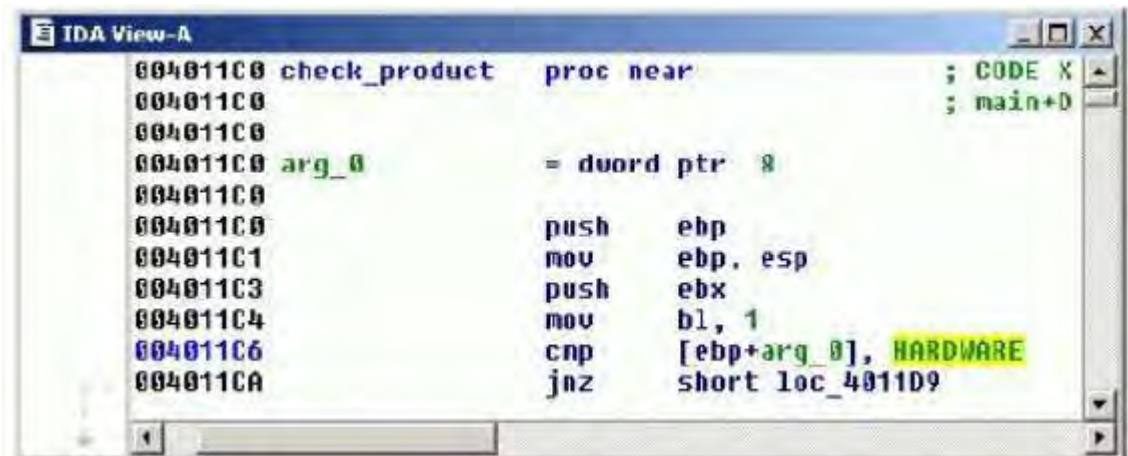 IDA View-A
004011C0 check_product proc near ; CODE X
004011C0 ; main+D
004011C0
004011C0 arg_0 = dword ptr 8
004011C0
004011C0 push ebp
004011C1 mov ebp, esp
004011C3 push ebx
004011C4 mov bl, 1
004011C6 cmp [ebp+arg_0], HARDWARE
004011CA jnz short loc_4011D9